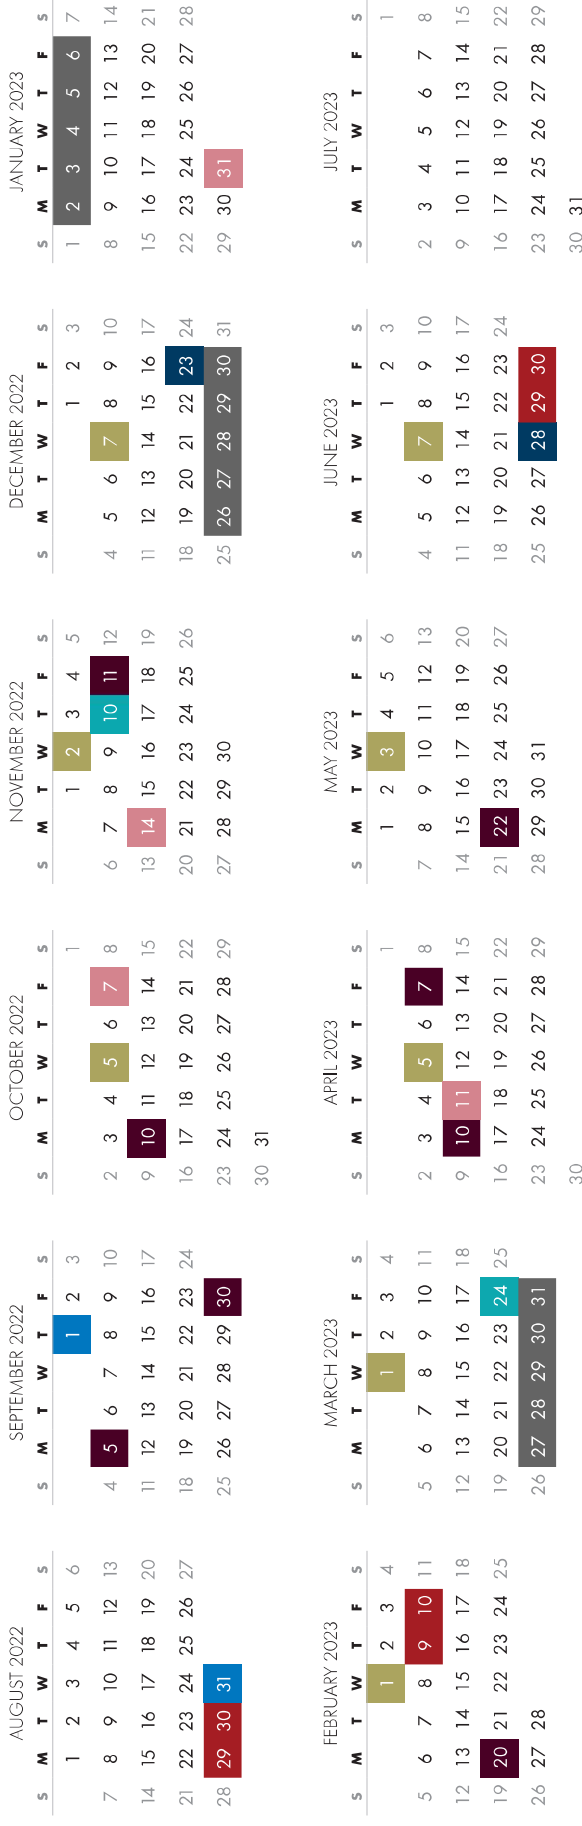 AUGUST 2022
S M T W T F S
1 2 3 4 5 6
7 8 9 10 11 12 13
14 15 16 17 18 19 20
21 22 23 24 25 26 27
28 29 30 31
SEPTEMBER 2022
S M T W T F S
1 2 3
4 5 6 7 8 9 10
11 12 13 14 15 16 17
18 19 20 21 22 23 24
25 26 27 28 29 30
OCTOBER 2022
S M T W T F S
1
2 3 4 5 6 7 8
9 10 11 12 13 14 15
16 17 18 19 20 21 22
23 24 25 26 27 28 29
30 31
NOVEMBER 2022
S M T W T F S
1 2 3 4 5
6 7 8 9 10 11 12
13 14 15 16 17 18 19
20 21 22 23 24 25 26
27 28 29 30
DECEMBER 2022
S M T W T F S
1 2 3
4 5 6 7 8 9 10
11 12 13 14 15 16 17
18 19 20 21 22 23 24
25 26 27 28 29 30 31
JANUARY 2023
S M T W T F S
1 2 3 4 5 6 7
8 9 10 11 12 13 14
15 16 17 18 19 20 21
22 23 24 25 26 27 28
29 30 31
FEBRUARY 2023
S M T W T F S
1 2 3 4
5 6 7 8 9 10 11
12 13 14 15 16 17 18
19 20 21 22 23 24 25
26 27 28
MARCH 2023
S M T W T F S
1 2 3 4
5 6 7 8 9 10 11
12 13 14 15 16 17 18
19 20 21 22 23 24 25
26 27 28 29 30 31
APRIL 2023
S M T W T F S
1
2 3 4 5 6 7 8
9 10 11 12 13 14 15
16 17 18 19 20 21 22
23 24 25 26 27 28 29
30
MAY 2023
S M T W T F S
1 2 3 4 5 6
7 8 9 10 11 12 13
14 15 16 17 18 19 20
21 22 23 24 25 26 27
28 29 30 31
JUNE 2023
S M T W T F S
1 2 3
4 5 6 7 8 9 10
11 12 13 14 15 16 17
18 19 20 21 22 23 24
25 26 27 28 29 30
JULY 2023
S M T W T F S
1
2 3 4 5 6 7 8
9 10 11 12 13 14 15
16 17 18 19 20 21 22
23 24 25 26 27 28 29
30 31